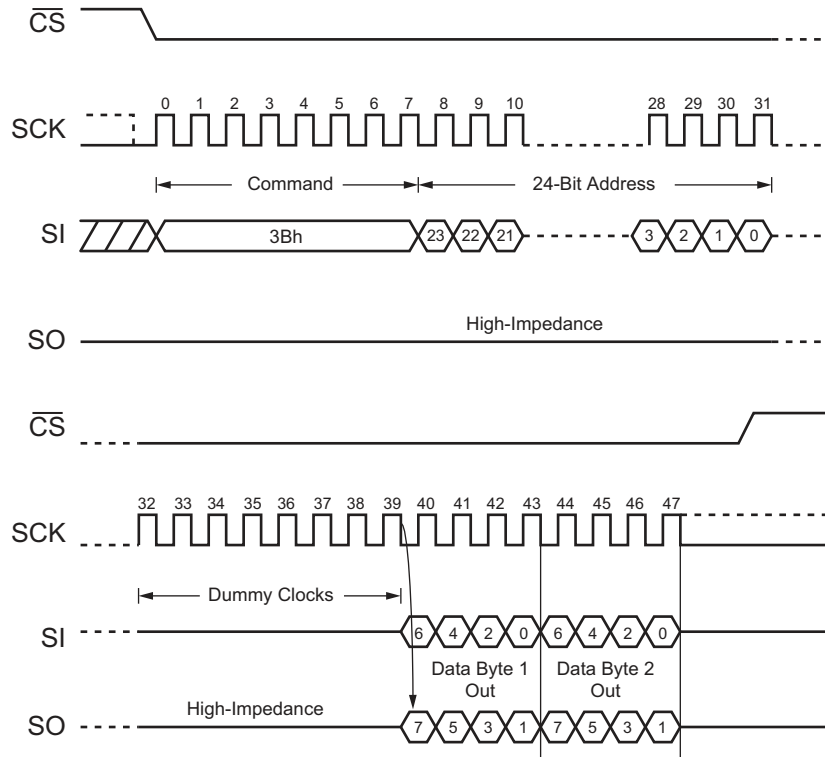 CS
0 1 2 3 4 5 6 7 8 9 10 28 29 30 31
SCK
Command 24-Bit Address
SI 3Bh 23 22 21 3 2 1 0
High-Impedance
SO
CS
32 33 34 35 36 37 38 39 40 41 42 43 44 45 46 47
SCK
Dummy Clocks
SI 6 4 2 0 6 4 2 0
Data Byte 1 Data Byte 2
Out Out
High-Impedance
SO 7 5 3 1 7 5 3 1